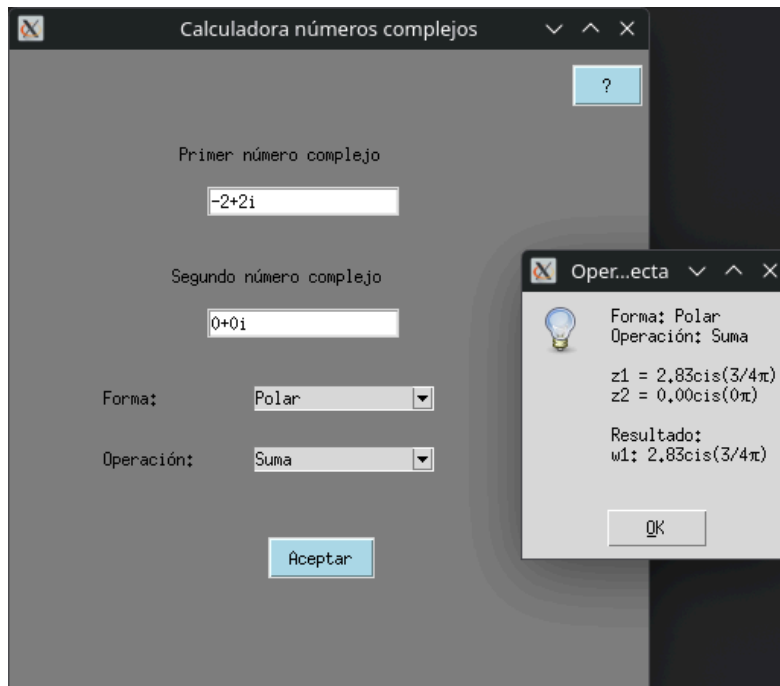 Calculadora números complejos
?
Primer número complejo
-2+2i
Segundo número complejo
0+0i
Forma: Polar
Operación: Suma
Aceptar
Oper...ecta
Forma: Polar
Operación: Suma
z1 = 2.83cis(3/4π)
z2 = 0.00cis(0π)
Resultado:
w1: 2.83cis(3/4π)
OK